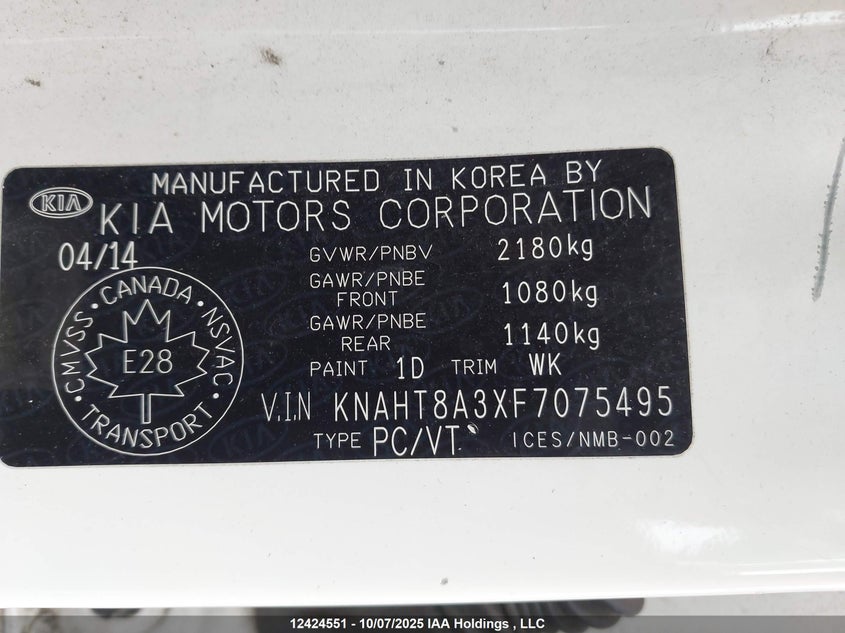 MANUFACTURED IN KOREA BY
KIA
KIA MOTORS CORPORATION
04/14
GVWR/PNBV 2180kg
GAWR/PNBE
FRONT 1080kg
GAWR/PNBE
REAR 1140kg
PAINT 1D TRIM WK
V.I.N KNAHT8A3XF7075495
TYPE PC/VT ICES/NMB-002
CMVSS · CANADA · NSVAC
E28
TRANSPORT
12424551 - 10/07/2025 IAA Holdings, LLC